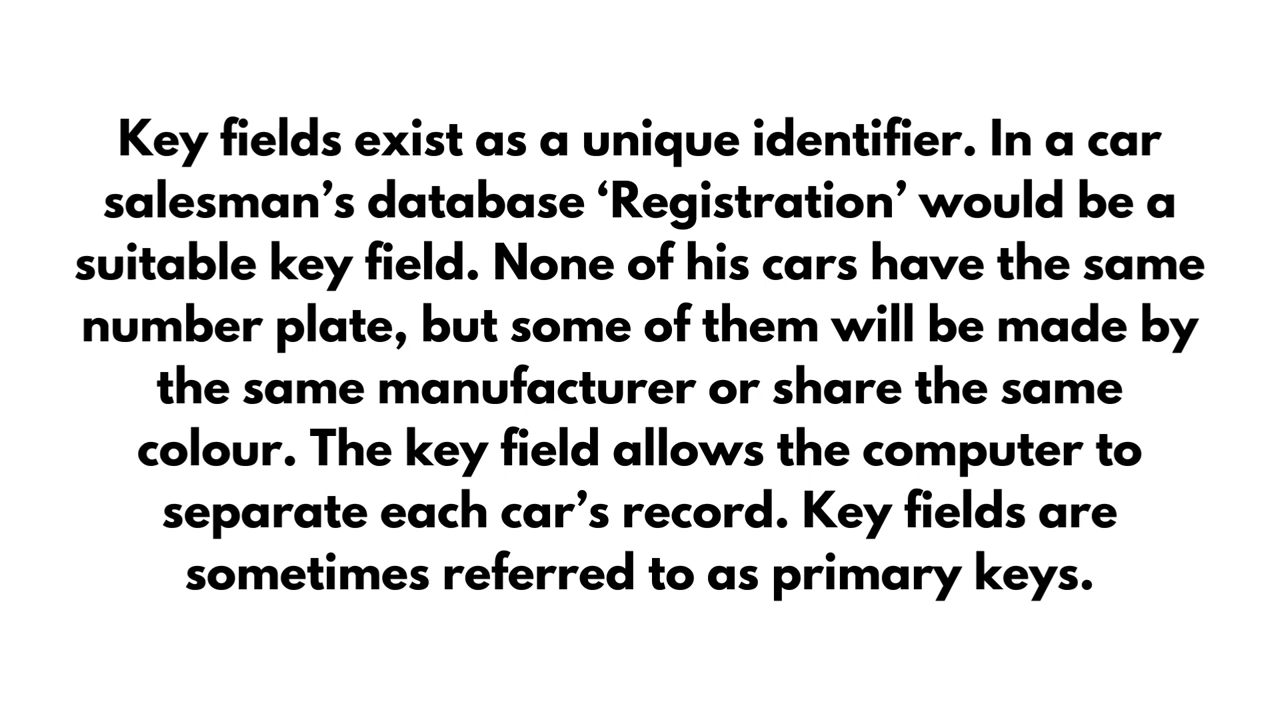 Key fields exist as a unique identifier. In a car
salesman’s database ‘Registration’ would be a
suitable key field. None of his cars have the same
number plate, but some of them will be made by
the same manufacturer or share the same
colour. The key field allows the computer to
separate each car’s record. Key fields are
sometimes referred to as primary keys.